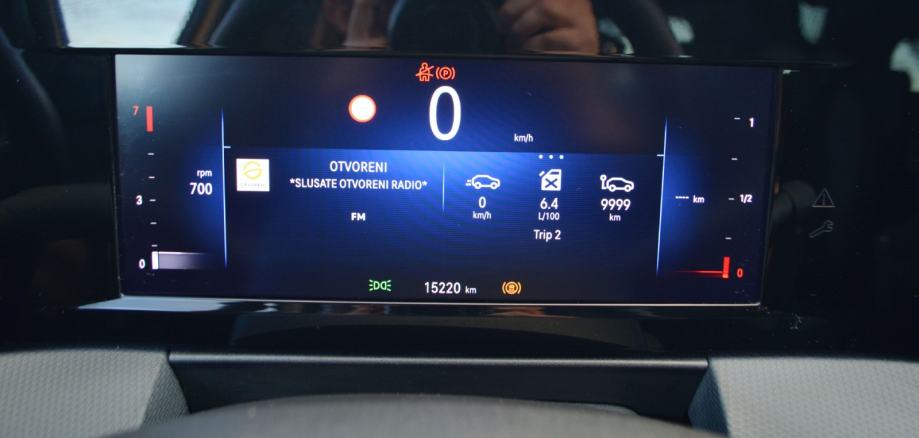 P
0
km/h
7
3
0
rpm
700
OTVORENI
*SLUSATE OTVORENI RADIO*
FM
0
km/h
6.4
L/100
9999
km
Trip 2
---- km
1
1/2
0
15220 km